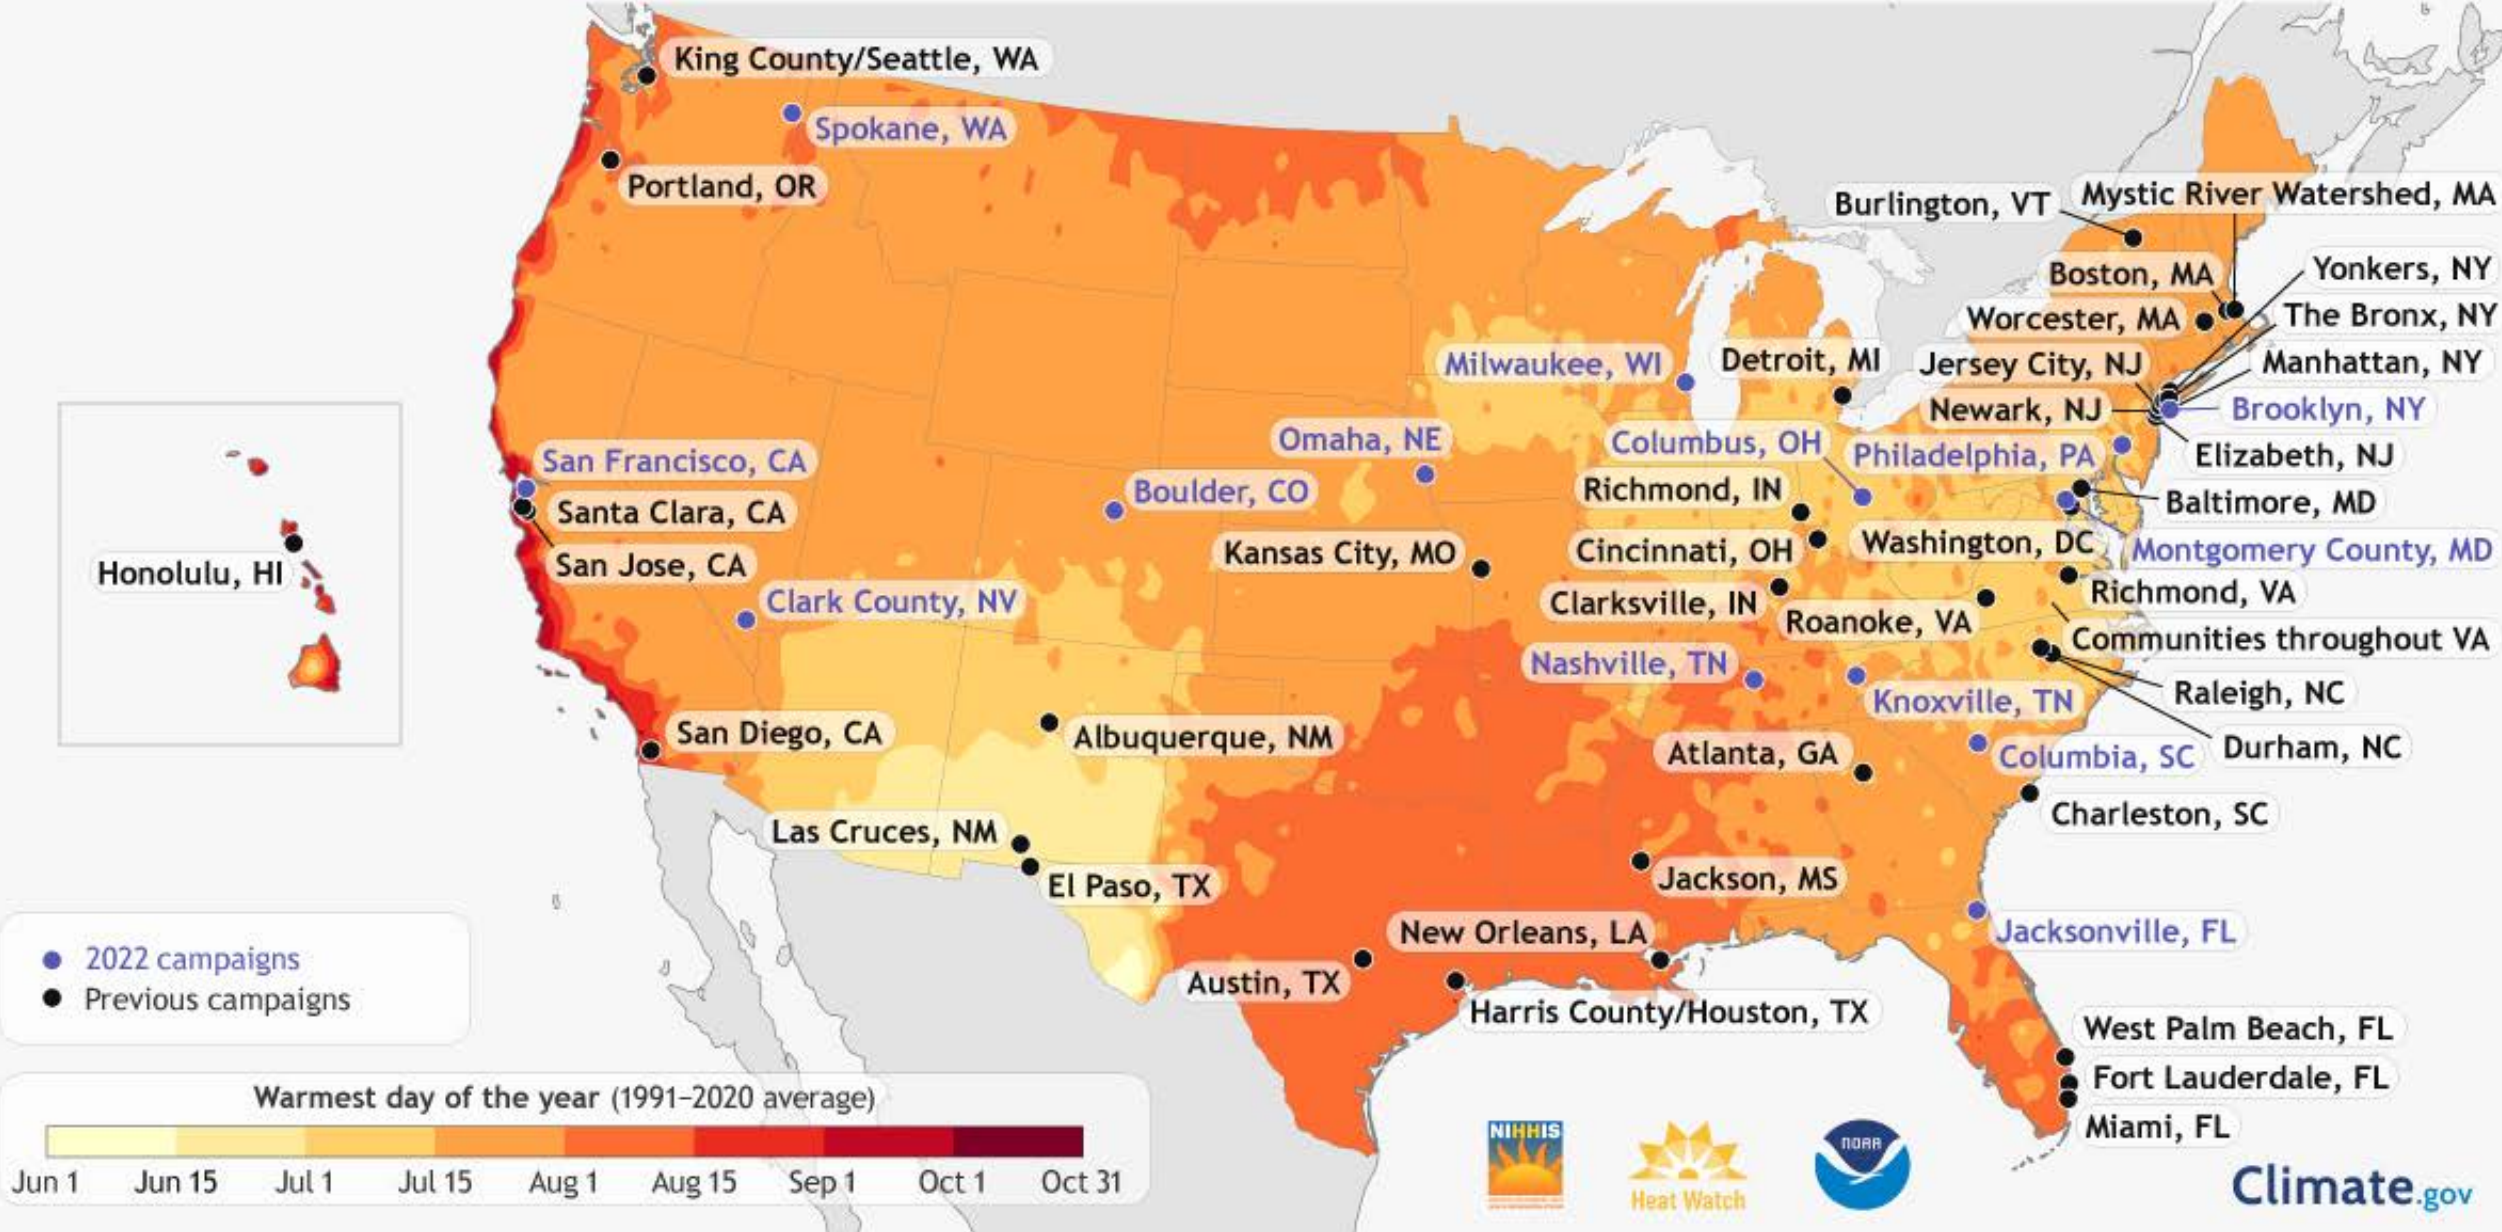 King County/Seattle, WA
Spokane, WA
Portland, OR
Burlington, VT
Mystic River Watershed, MA
Boston, MA
Yonkers, NY
Worcester, MA
The Bronx, NY
Milwaukee, WI
Detroit, MI
Jersey City, NJ
Manhattan, NY
Newark, NJ
Brooklyn, NY
Omaha, NE
Columbus, OH
Philadelphia, PA
Elizabeth, NJ
San Francisco, CA
Boulder, CO
Richmond, IN
Baltimore, MD
Santa Clara, CA
Kansas City, MO
Cincinnati, OH
Washington, DC
Montgomery County, MD
San Jose, CA
Honolulu, HI
Clark County, NV
Clarksville, IN
Roanoke, VA
Richmond, VA
Communities throughout VA
Nashville, TN
Knoxville, TN
Raleigh, NC
San Diego, CA
Albuquerque, NM
Atlanta, GA
Columbia, SC
Durham, NC
Charleston, SC
Las Cruces, NM
El Paso, TX
Jackson, MS
New Orleans, LA
Jacksonville, FL
Austin, TX
Harris County/Houston, TX
West Palm Beach, FL
Fort Lauderdale, FL
Miami, FL
2022 campaigns
Previous campaigns
Warmest day of the year (1991–2020 average)
Jun 1 Jun 15 Jul 1 Jul 15 Aug 1 Aug 15 Sep 1 Oct 1 Oct 31
NIHHIS
Heat Watch
NOAA
Climate.gov